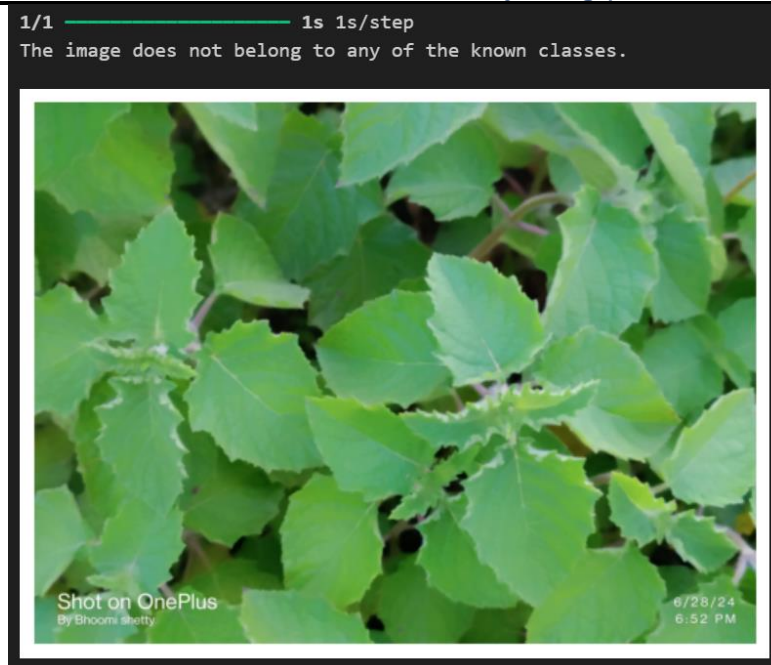 1/1 ━━━━━━━━━━━━━━━━━━━━ 1s 1s/step
The image does not belong to any of the known classes.
Shot on OnePlus
By Bhoomi shetty
6/28/24
6:52 PM